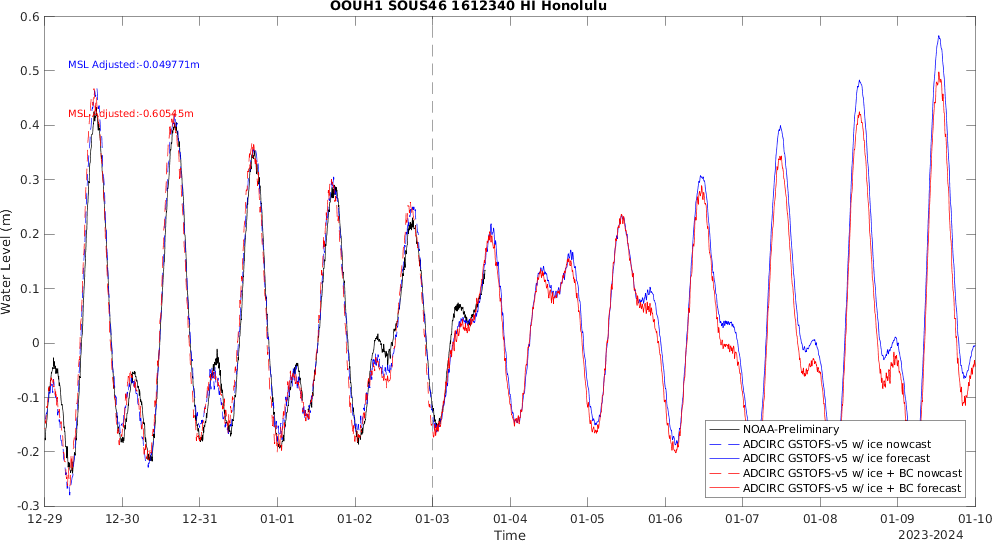 OOUH1 SOUS46 1612340 HI Honolulu
0.6
0.5
0.4
0.3
0.2
0.1
0
-0.1
-0.2
-0.3
Water Level (m)
MSL Adjusted:-0.049771m
MSL Adjusted:-0.60545m
NOAA-Preliminary
ADCIRC GSTOFS-v5 w/ ice nowcast
ADCIRC GSTOFS-v5 w/ ice forecast
ADCIRC GSTOFS-v5 w/ ice + BC nowcast
ADCIRC GSTOFS-v5 w/ ice + BC forecast
12-29 12-30 12-31 01-01 01-02 01-03 01-04 01-05 01-06 01-07 01-08 01-09 01-10
Time
2023-2024